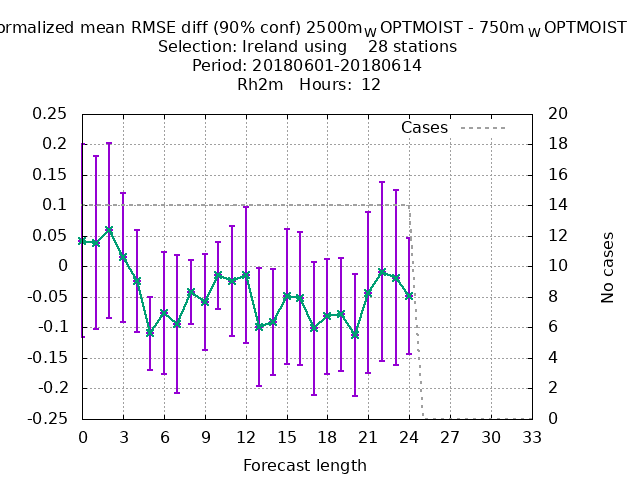 ormalized mean RMSE diff (90% conf) 2500mW OPTMOIST - 750mW OPTMOIST
Selection: Ireland using 28 stations
Period: 20180601-20180614
Rh2m Hours: 12
Cases
0.25
0.2
0.15
0.1
0.05
0
-0.05
-0.1
-0.15
-0.2
-0.25
20
18
16
14
12
10
8
6
4
2
0
No cases
0 3 6 9 12 15 18 21 24 27 30 33
Forecast length